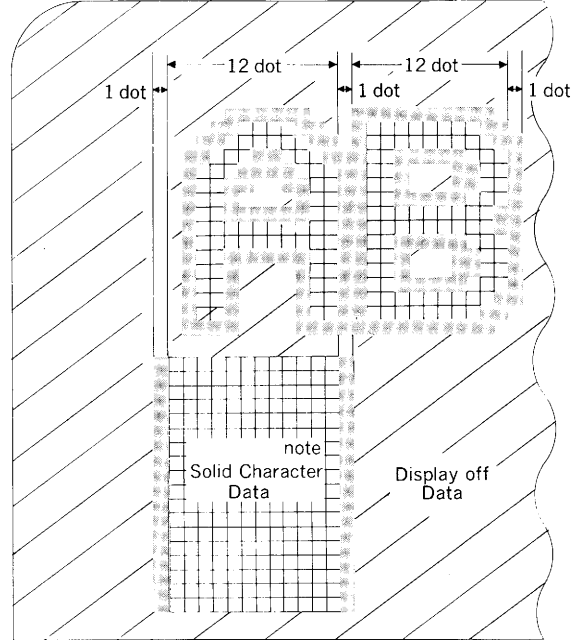 12 dot
12 dot
1 dot
1 dot
1 dot
note
Solid Character
Data
Display off
Data